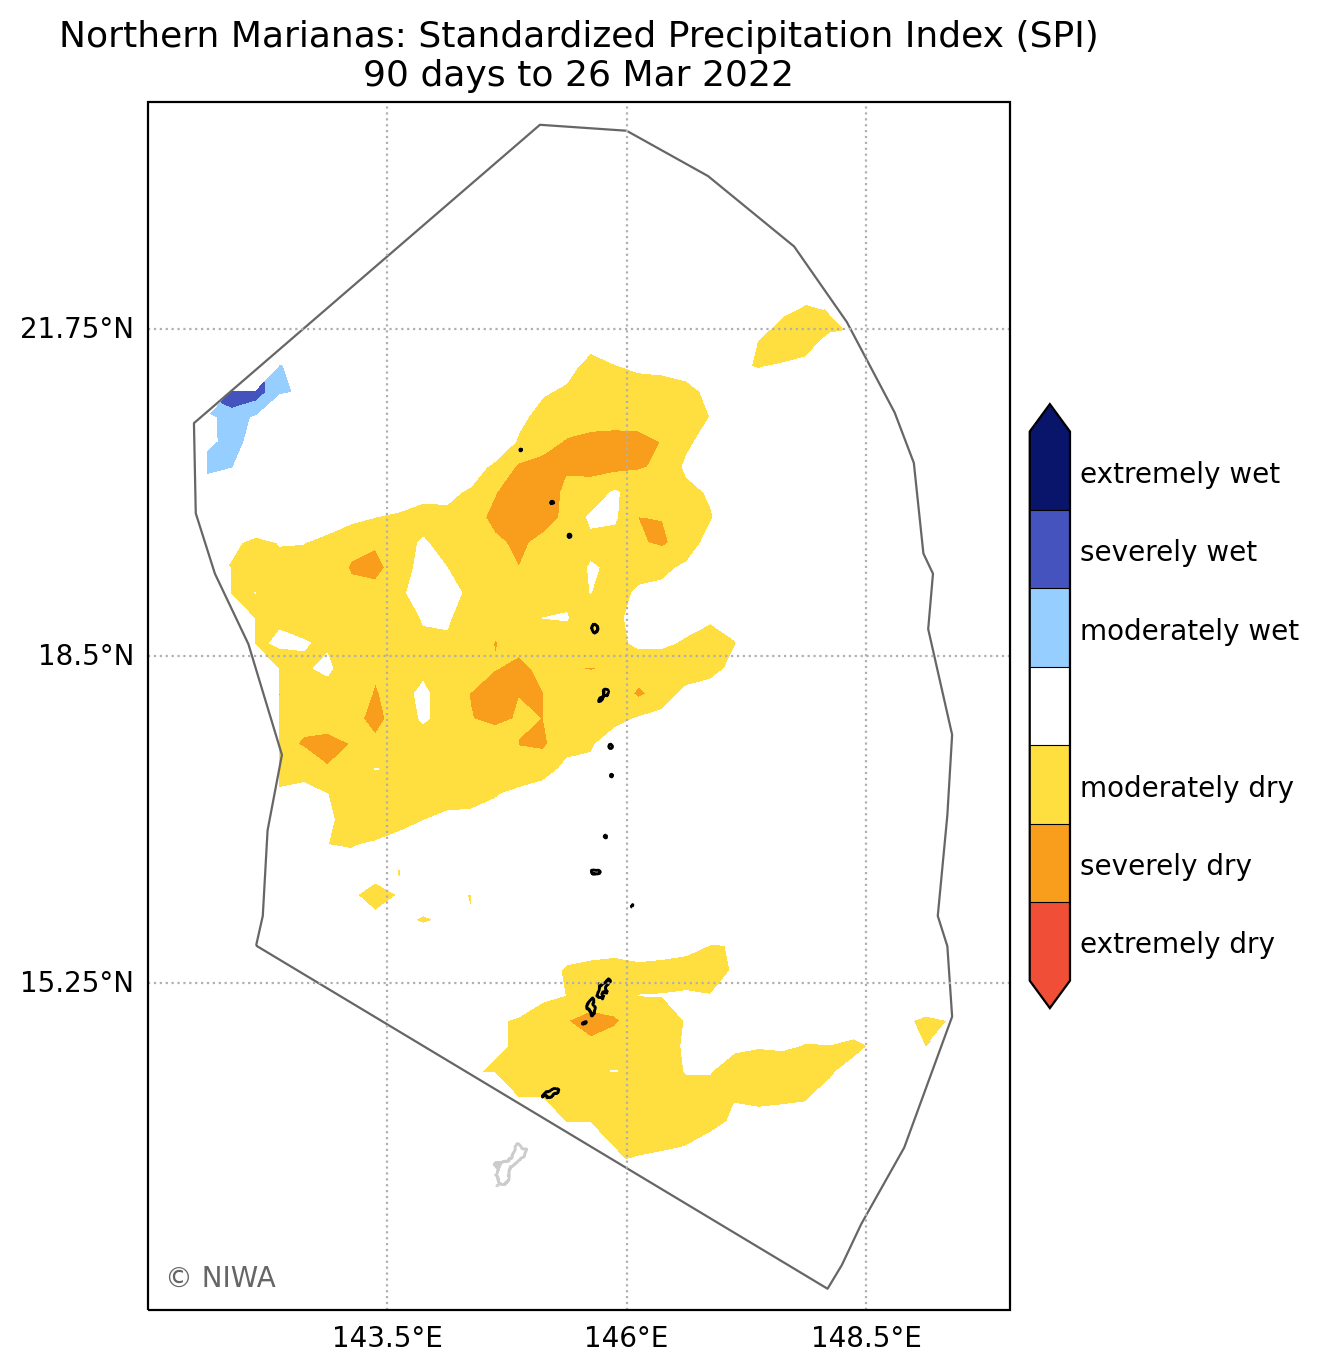 Northern Marianas: Standardized Precipitation Index (SPI)
90 days to 26 Mar 2022
21.75°N
18.5°N
15.25°N
143.5°E
146°E
148.5°E
extremely wet
severely wet
moderately wet
moderately dry
severely dry
extremely dry
© NIWA